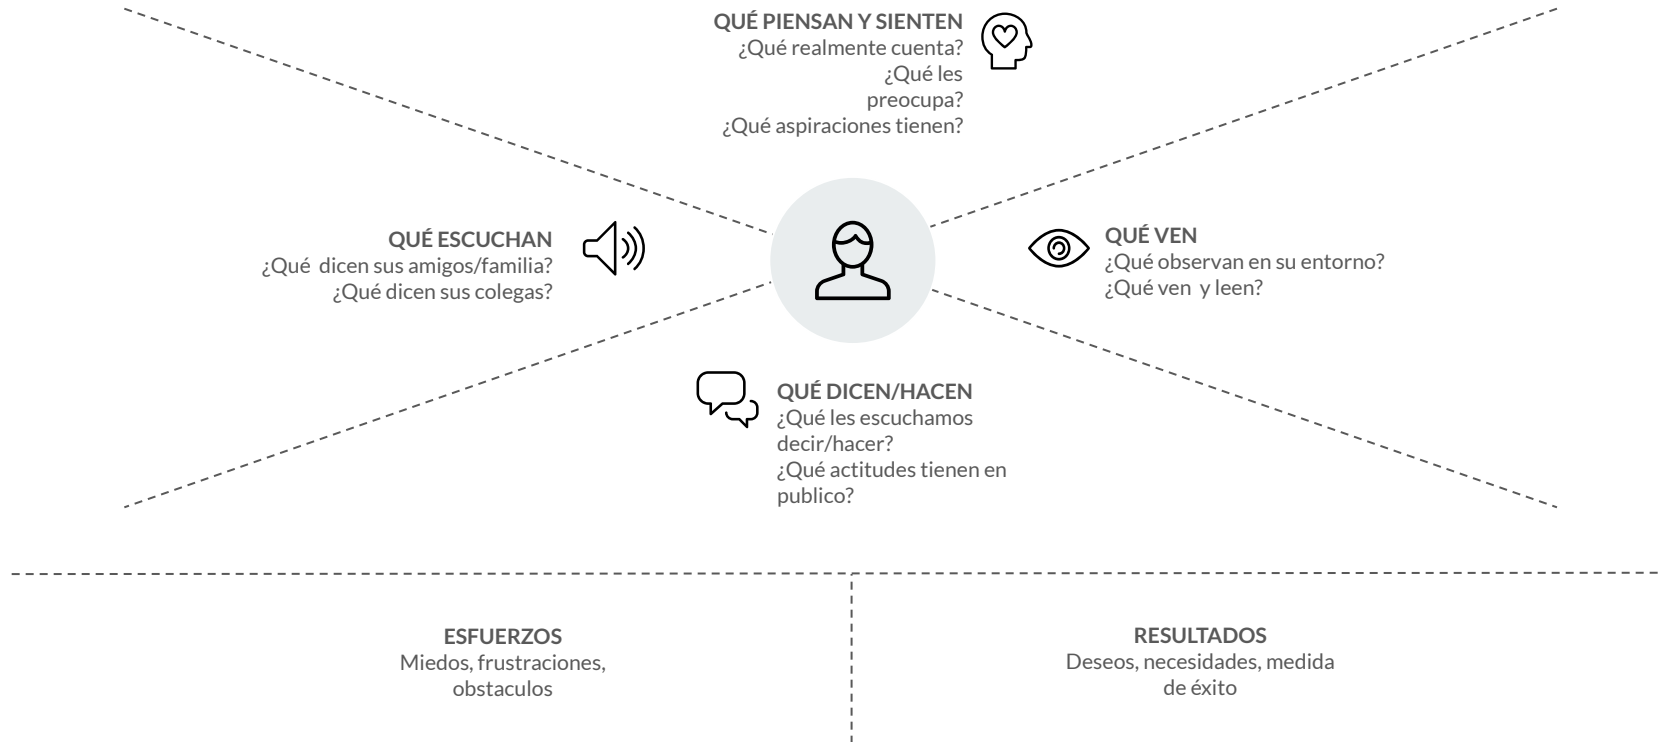 QUÉ PIENSAN Y SIENTEN
¿Qué realmente cuenta?
¿Qué les
preocupa?
¿Qué aspiraciones tienen?
QUÉ ESCUCHAN
¿Qué  dicen sus amigos/familia?
¿Qué dicen sus colegas?
QUÉ VEN
¿Qué observan en su entorno?
¿Qué ven  y leen?
QUÉ DICEN/HACEN
¿Qué les escuchamos
decir/hacer?
¿Qué actitudes tienen en
publico?
ESFUERZOS
Miedos, frustraciones,
obstaculos
RESULTADOS
Deseos, necesidades, medida
de éxito